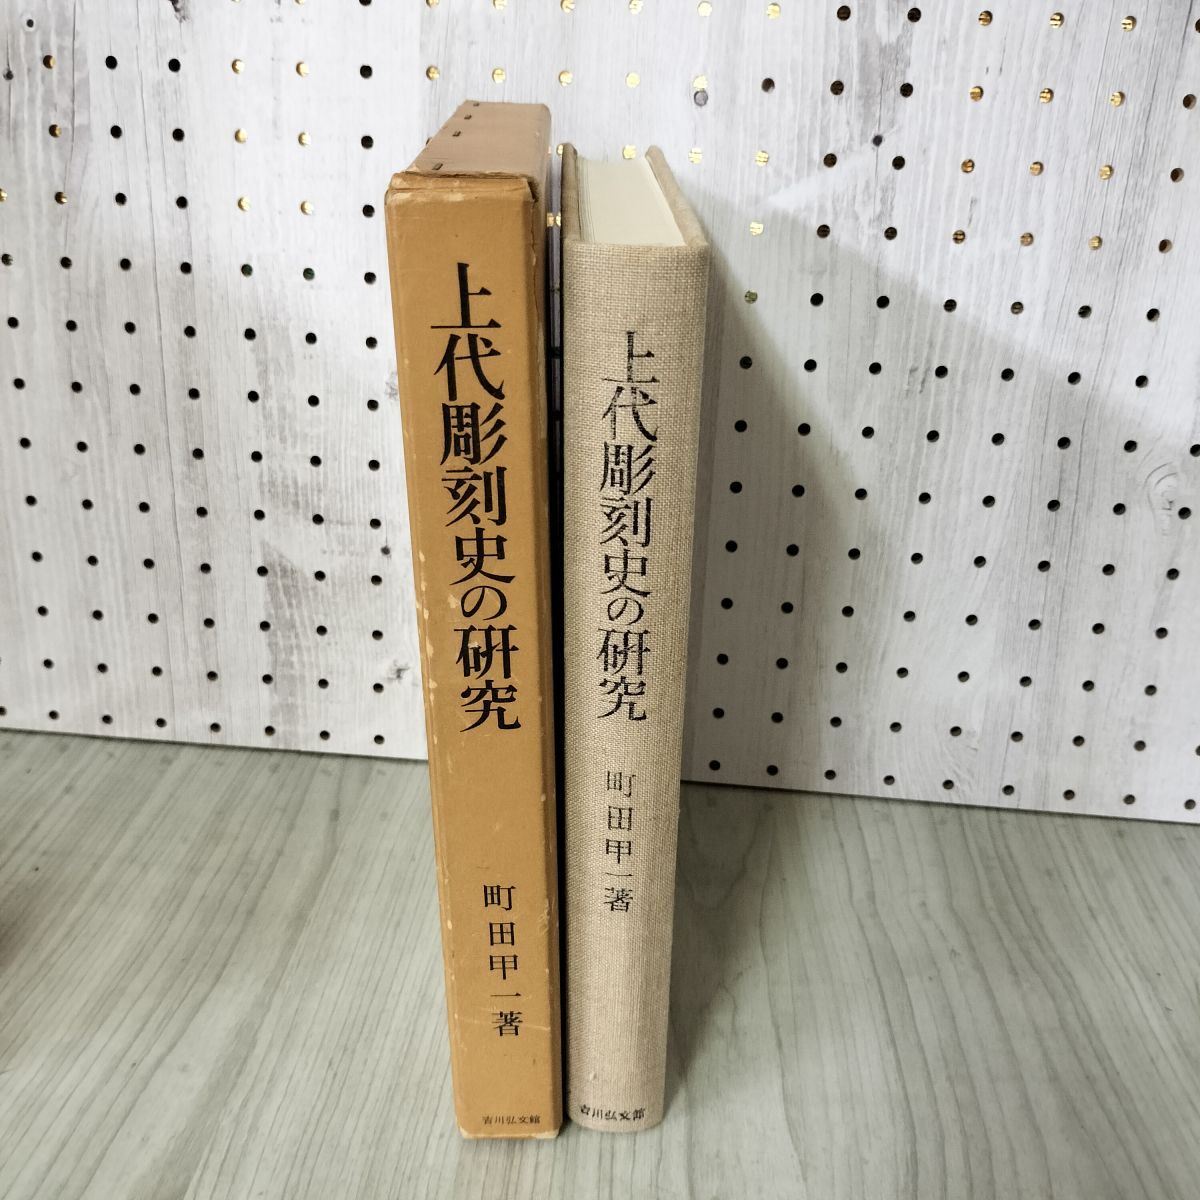 上代彫刻史の研究
町田甲一著
吉川弘文館
上代彫刻史の研究
町田甲一著
吉川弘文館